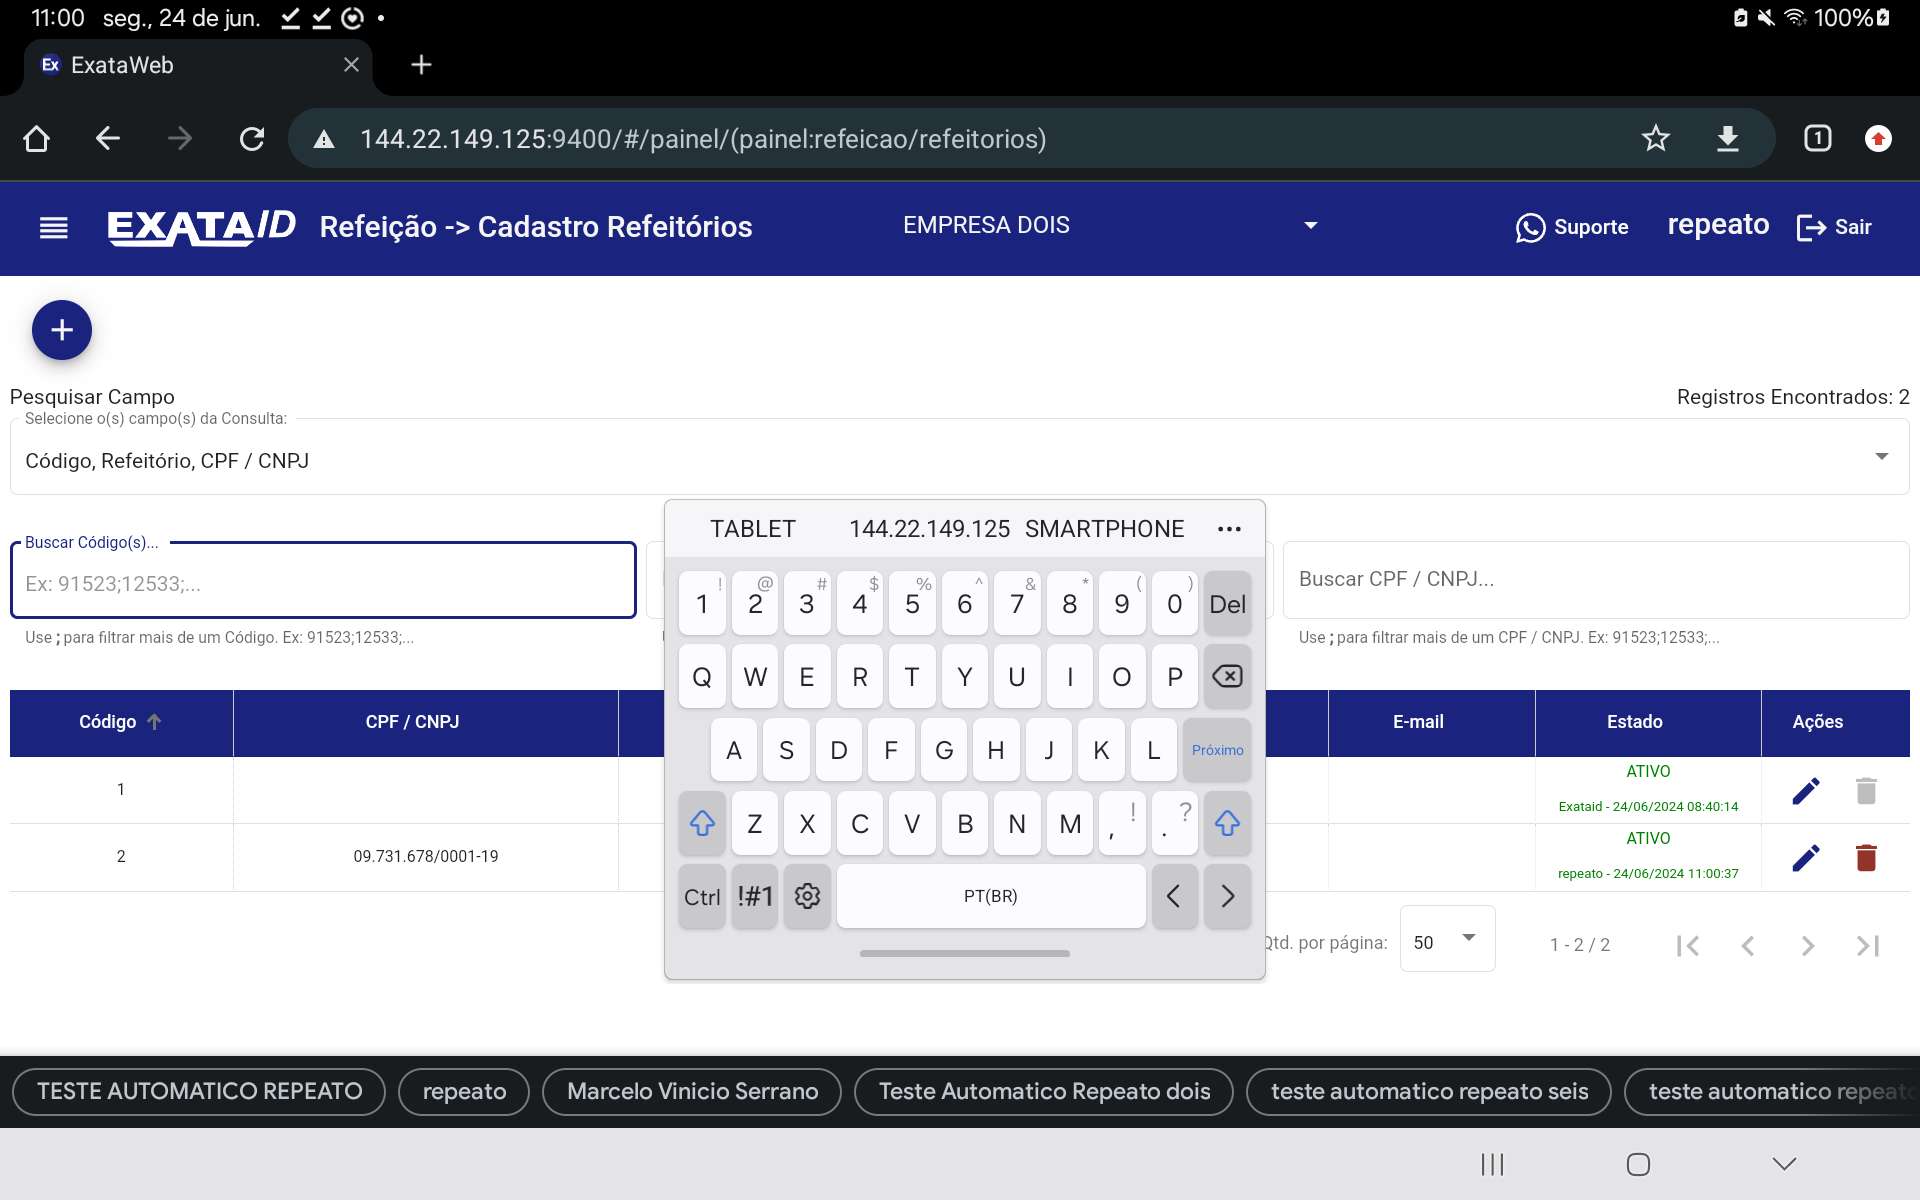 11:00 seg., 24 de jun. 100%
Ex ExataWeb
144.22.149.125:9400/#/painel/(painel:refeicao/refeitorios) 1
EXATA/ID Refeição -> Cadastro Refeitórios EMPRESA DOIS Suporte repeato Sair
Pesquisar Campo Registros Encontrados: 2
Selecione o(s) campo(s) da Consulta:
Código, Refeitório, CPF / CNPJ
Buscar Código(s)...
Ex: 91523;12533;...
Buscar CPF / CNPJ...
Use ; para filtrar mais de um Código. Ex: 91523;12533;...
Use ; para filtrar mais de um CPF / CNPJ. Ex: 91523;12533;...
TABLET 144.22.149.125 SMARTPHONE ...
! @ # $ % ^ & * ( )
1 2 3 4 5 6 7 8 9 0 Del
Q W E R T Y U I O P
A S D F G H J K L Próximo
Z X C V B N M , ! . ?
Ctrl !#1 PT(BR) < >
Código CPF / CNPJ E-mail Estado Ações
1 ATIVO
Exataid - 24/06/2024 08:40:14
2 09.731.678/0001-19 ATIVO
repeato - 24/06/2024 11:00:37
Qtd. por página: 50 1 - 2 / 2
TESTE AUTOMATICO REPEATO repeato Marcelo Vinicio Serrano Teste Automatico Repeato dois teste automatico repeato seis teste automatico repeato